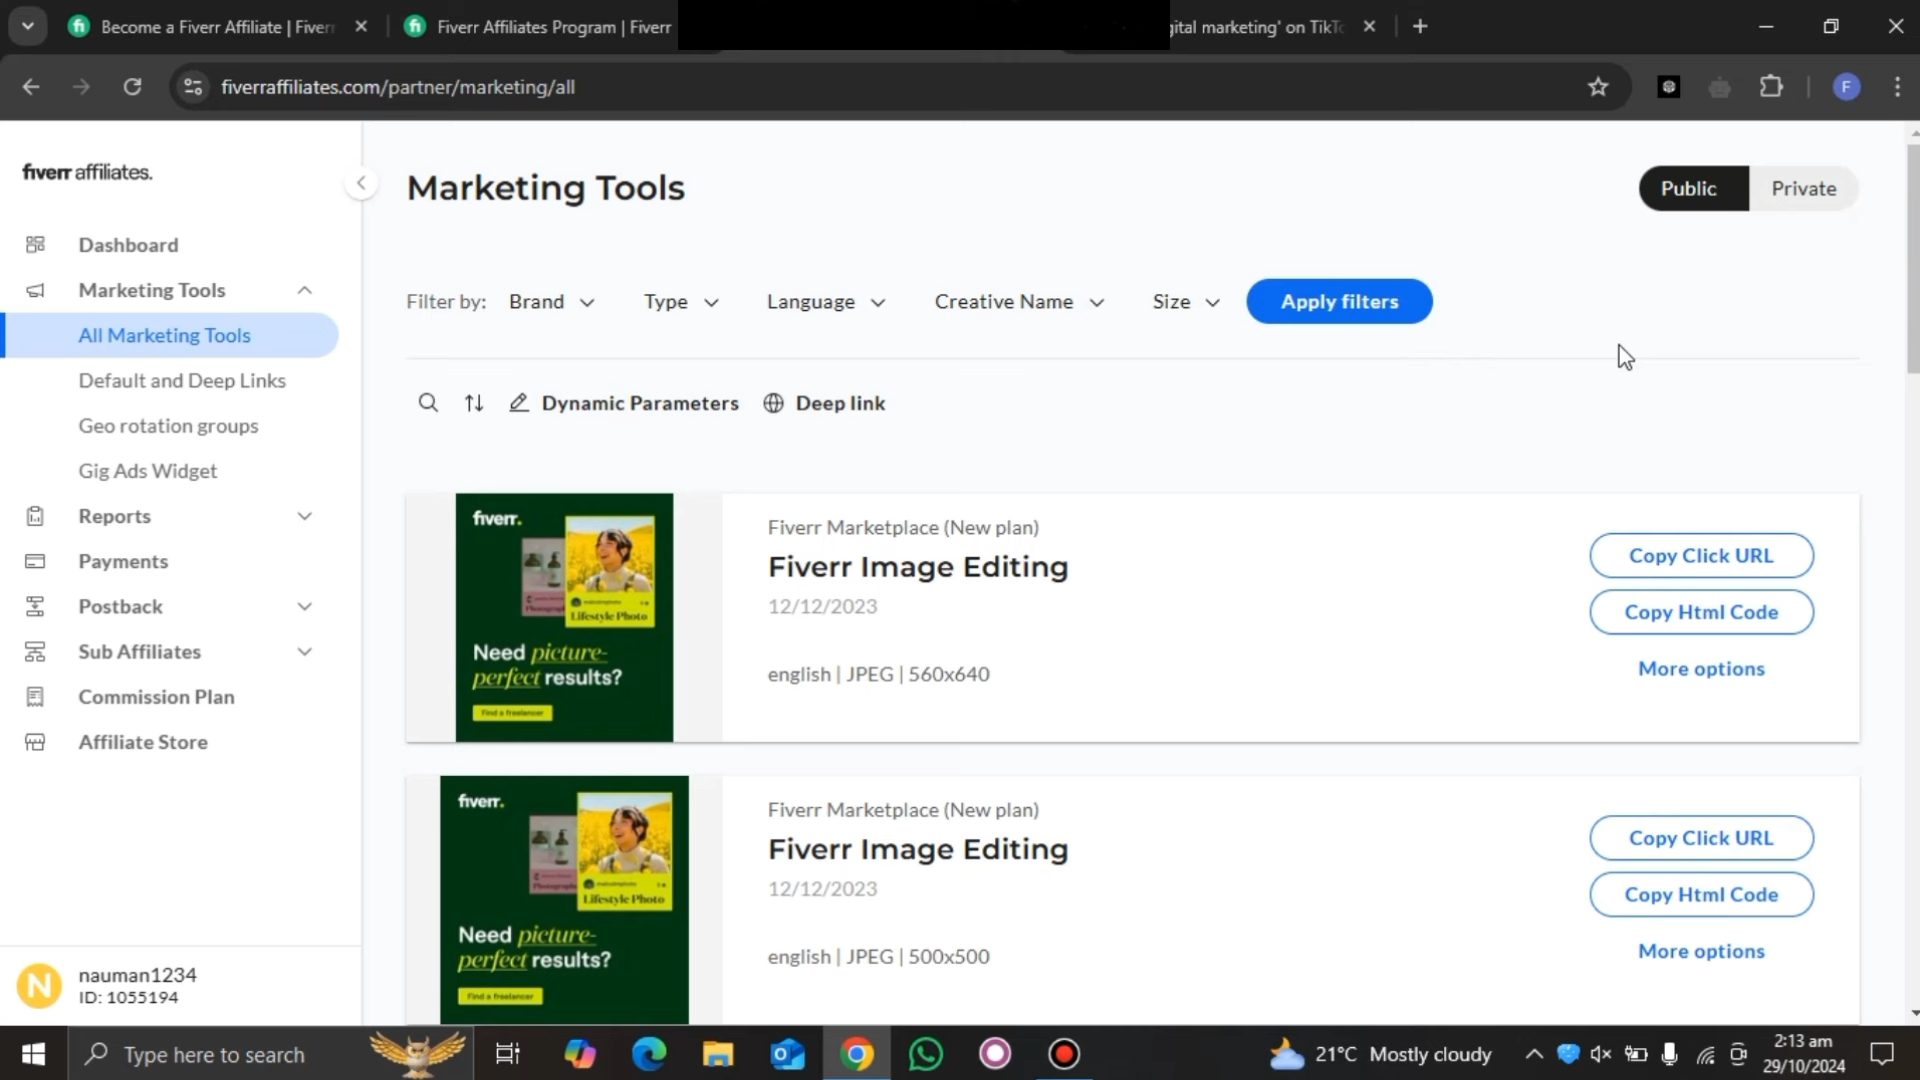 Become a Fiverr Affiliate | Fiverr
Fiverr Affiliates Program | Fiverr
gital marketing' on TikTo
fiverraffiliates.com/partner/marketing/all
F
fiverr affiliates.
Dashboard
Marketing Tools
All Marketing Tools
Default and Deep Links
Geo rotation groups
Gig Ads Widget
Reports
Payments
Postback
Sub Affiliates
Commission Plan
Affiliate Store
N
nauman1234
ID: 1055194
Marketing Tools
Public
Private
Filter by:
Brand
Type
Language
Creative Name
Size
Apply filters
Dynamic Parameters
Deep link
fiverr.
Lifestyle Photo
Need picture-
perfect results?
Find a freelancer
Fiverr Marketplace (New plan)
Fiverr Image Editing
12/12/2023
english | JPEG | 560x640
Copy Click URL
Copy Html Code
More options
fiverr.
Lifestyle Photo
Need picture-
perfect results?
Find a freelancer
Fiverr Marketplace (New plan)
Fiverr Image Editing
12/12/2023
english | JPEG | 500x500
Copy Click URL
Copy Html Code
More options
Type here to search
21°C Mostly cloudy
2:13 am
29/10/2024